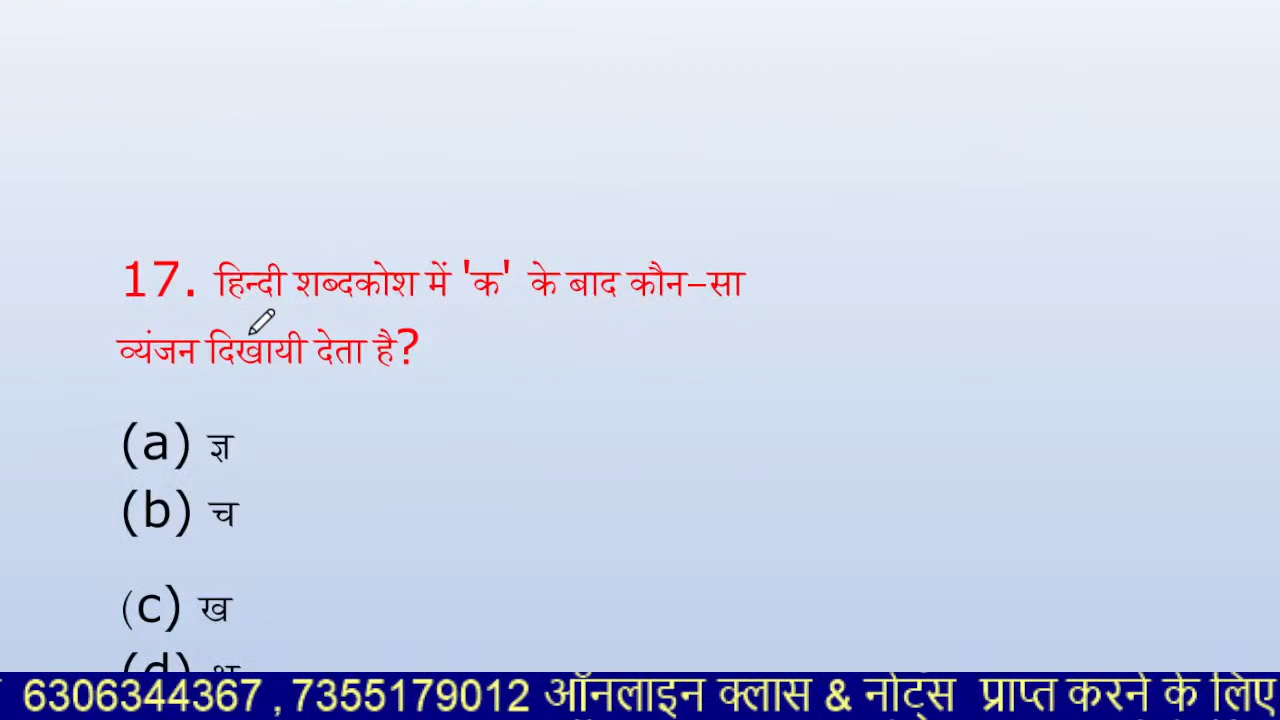 17. हिन्दी शब्दकोश में 'क' के बाद कौन-सा
व्यंजन दिखायी देता है?
(a) ज्ञ
(b) च
(c) ख
(d)
6306344367 , 7355179012 ऑनलाइन क्लास & नोट्स प्राप्त करने के लिए